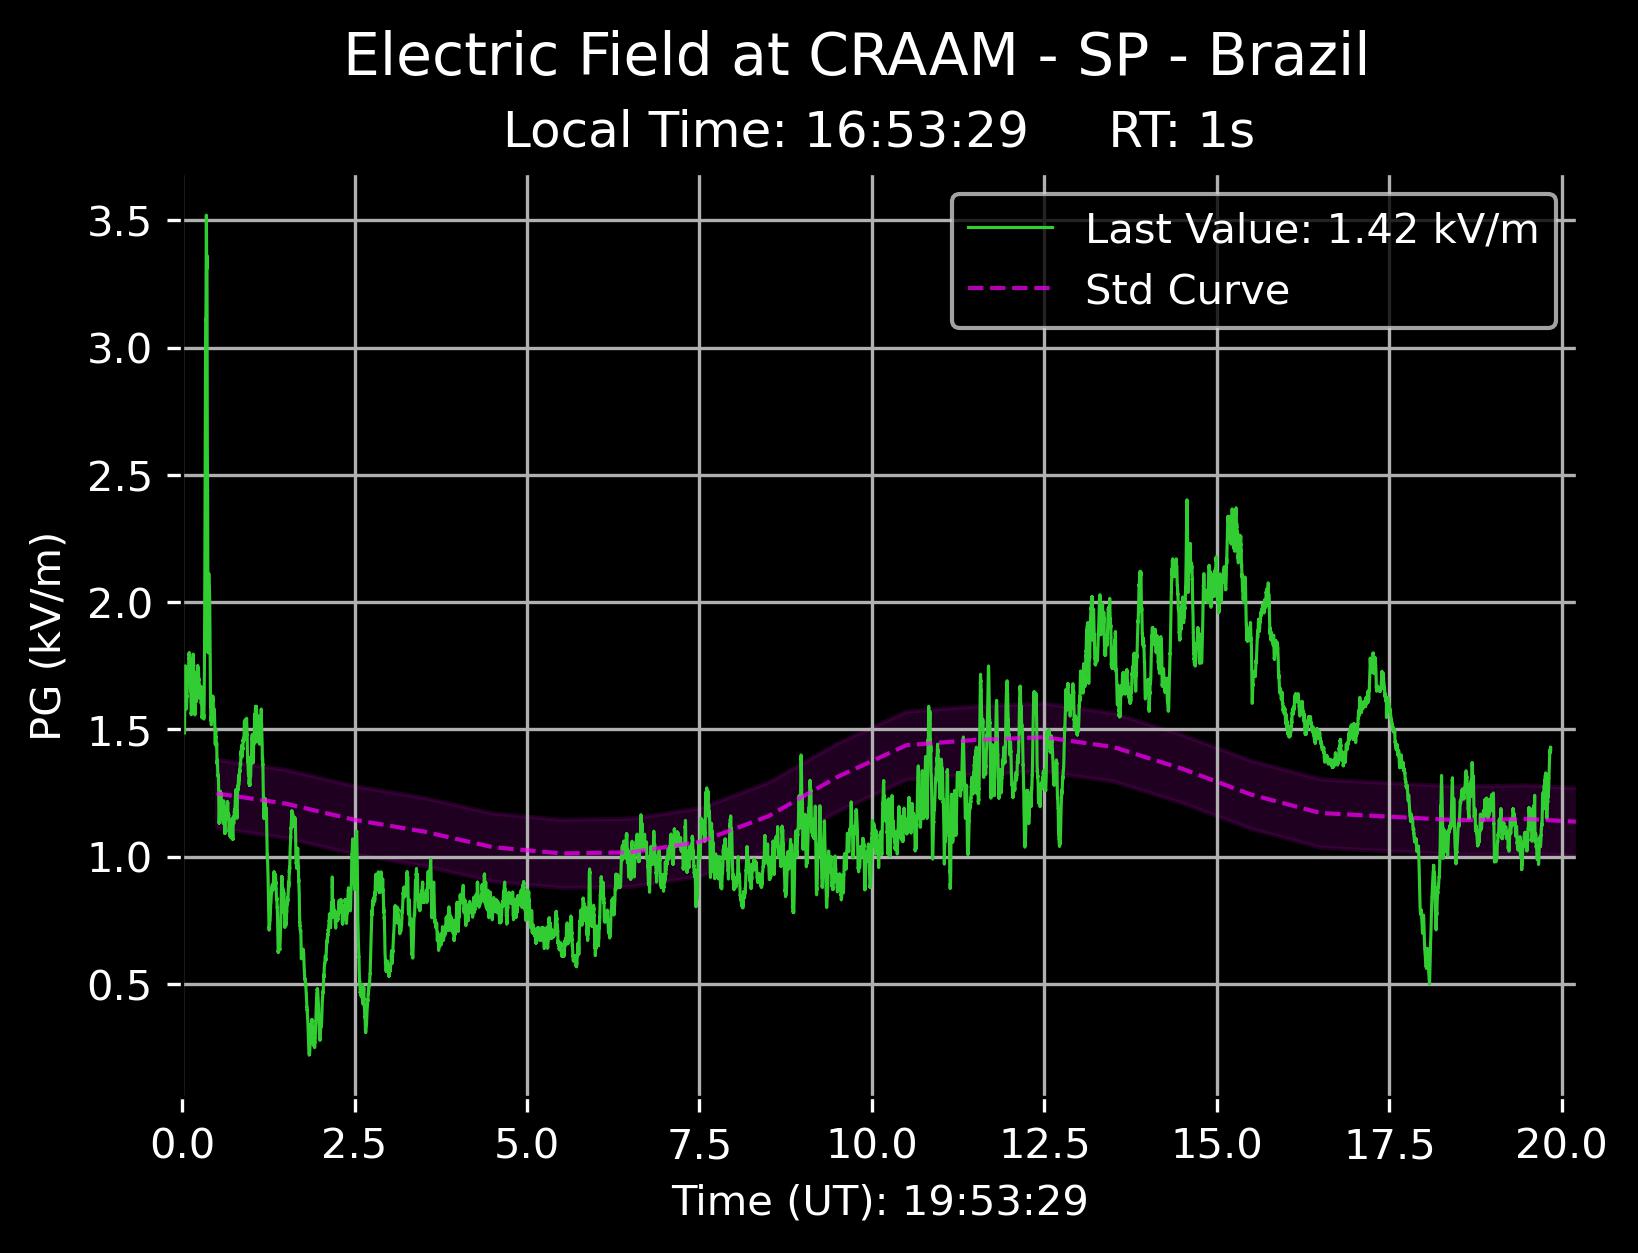 Electric Field at CRAAM - SP - Brazil
Local Time: 16:53:29 RT: 1s
Last Value: 1.42 kV/m
Std Curve
PG (kV/m)
3.5
3.0
2.5
2.0
1.5
1.0
0.5
0.0 2.5 5.0 7.5 10.0 12.5 15.0 17.5 20.0
Time (UT): 19:53:29